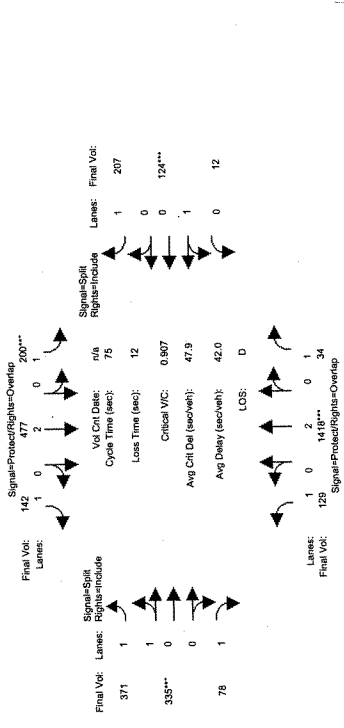 Signal=Protect/Rights=Overlap
Final Vol: 142 477 200***
Lanes: 1 0 2 0 1
Signal=Split
Rights=Include
Final Vol: Lanes:
371 1
1
335*** 0
0
78 1
Vol Cnt Date: n/a
Cycle Time (sec): 75
Loss Time (sec): 12
Critical V/C: 0.907
Avg Crit Del (sec/veh): 47.9
Avg Delay (sec/veh): 42.0
LOS: D
Signal=Split
Rights=Include
Lanes: Final Vol:
1 207
0
0 124***
1
0 12
Lanes: 1 0 2 0 1
Final Vol: 129 1418*** 34
Signal=Protect/Rights=Overlap